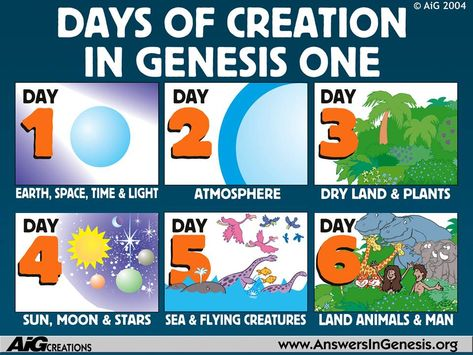 © AiG 2004
DAYS OF CREATION
IN GENESIS ONE
DAY
1
EARTH, SPACE, TIME & LIGHT
DAY
2
ATMOSPHERE
DAY
3
DRY LAND & PLANTS
DAY
4
SUN, MOON & STARS
DAY
5
SEA & FLYING CREATURES
DAY
6
LAND ANIMALS & MAN
AiG CREATIONS
www.AnswersInGenesis.org